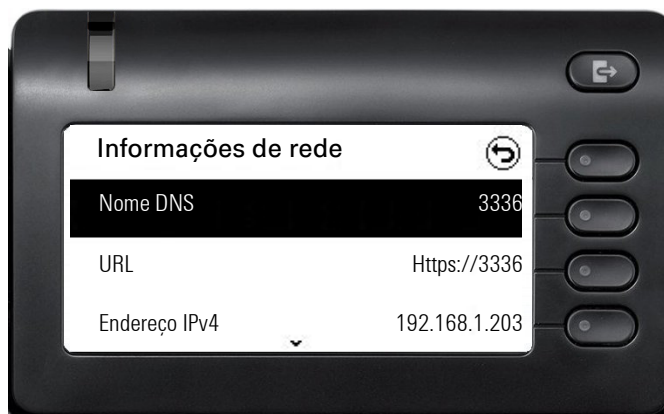 Informações de rede
Nome DNS 3336
URL Https://3336
Endereço IPv4 192.168.1.203